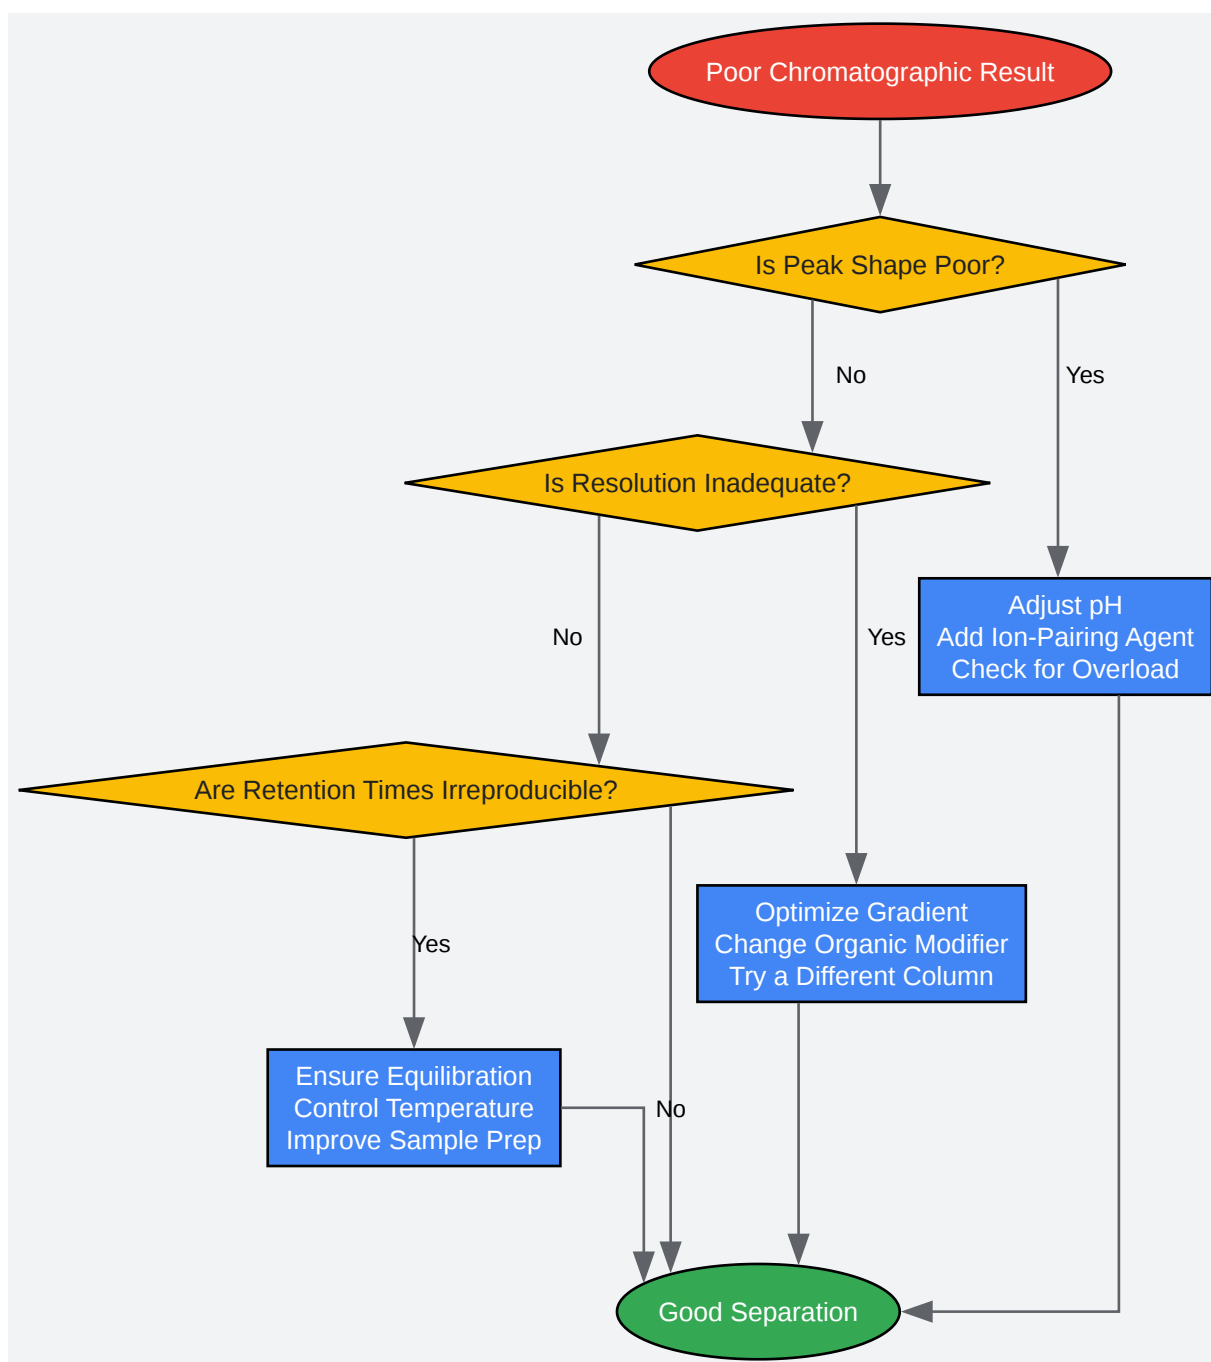 Poor Chromatographic Result
Is Peak Shape Poor?
No
Yes
Is Resolution Inadequate?
Adjust pH
Add Ion-Pairing Agent
Check for Overload
No
Yes
Are Retention Times Irreproducible?
Optimize Gradient
Change Organic Modifier
Try a Different Column
Yes
Ensure Equilibration
Control Temperature
Improve Sample Prep
No
Good Separation